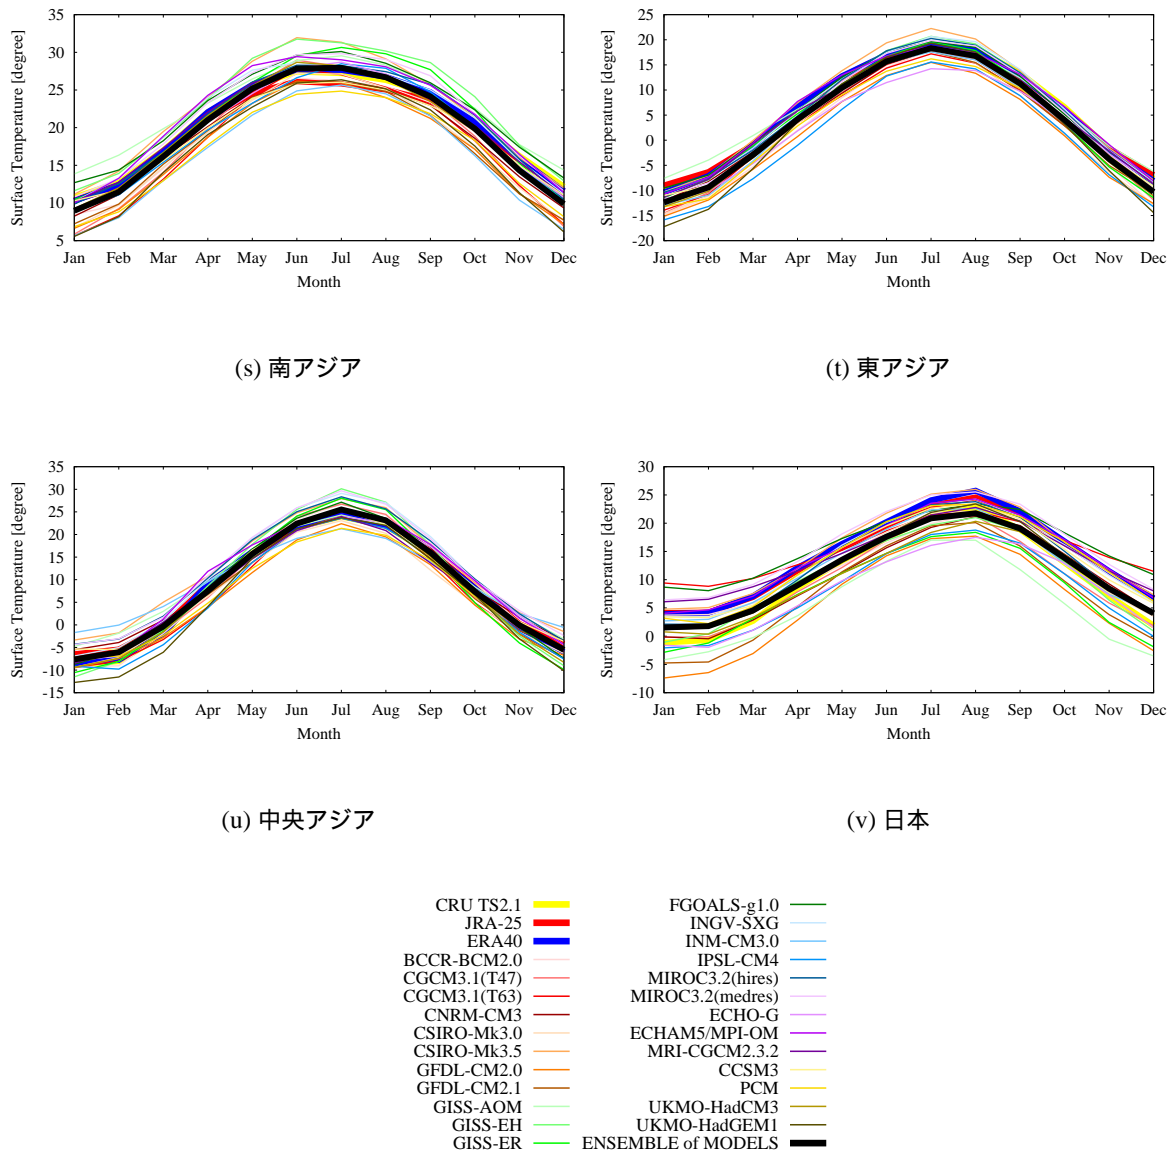 Surface Temperature [degree]
35
30
25
20
15
10
5
Jan Feb Mar Apr May Jun Jul Aug Sep Oct Nov Dec
Month
(s) 南アジア
Surface Temperature [degree]
25
20
15
10
5
0
-5
-10
-15
-20
Jan Feb Mar Apr May Jun Jul Aug Sep Oct Nov Dec
Month
(t) 東アジア
Surface Temperature [degree]
35
30
25
20
15
10
5
0
-5
-10
-15
Jan Feb Mar Apr May Jun Jul Aug Sep Oct Nov Dec
Month
(u) 中央アジア
Surface Temperature [degree]
30
25
20
15
10
5
0
-5
-10
Jan Feb Mar Apr May Jun Jul Aug Sep Oct Nov Dec
Month
(v) 日本
CRU TS2.1
JRA-25
ERA40
BCCR-BCM2.0
CGCM3.1(T47)
CGCM3.1(T63)
CNRM-CM3
CSIRO-Mk3.0
CSIRO-Mk3.5
GFDL-CM2.0
GFDL-CM2.1
GISS-AOM
GISS-EH
GISS-ER
FGOALS-g1.0
INGV-SXG
INM-CM3.0
IPSL-CM4
MIROC3.2(hires)
MIROC3.2(medres)
ECHO-G
ECHAM5/MPI-OM
MRI-CGCM2.3.2
CCSM3
PCM
UKMO-HadCM3
UKMO-HadGEM1
ENSEMBLE of MODELS